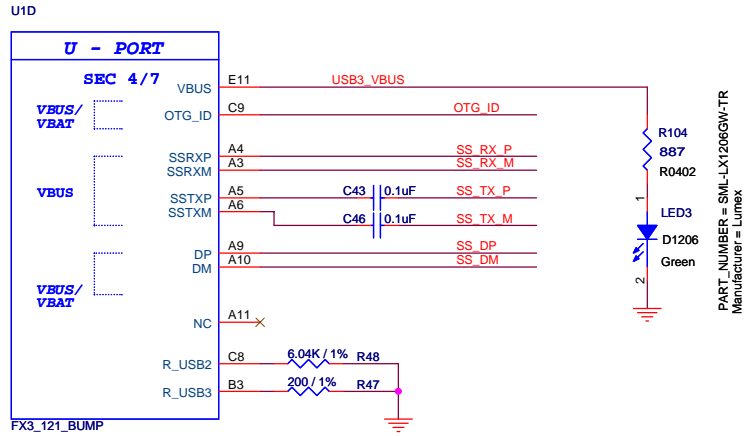 U1D
U - PORT
SEC 4/7
VBUS E11 USB3_VBUS
VBUS/
VBAT
OTG_ID C9 OTG_ID
SSRXP A4 SS_RX_P
SSRXM A3 SS_RX_M
VBUS
SSTXP A5 C43 0.1uF SS_TX_P
SSTXM A6 C46 0.1uF SS_TX_M
DP A9 SS_DP
DM A10 SS_DM
VBUS/
VBAT
NC A11
R_USB2 C8 6.04K / 1% R48
R_USB3 B3 200 / 1% R47
FX3_121_BUMP
R104
887
R0402
1
LED3
D1206
Green
2
PART_NUMBER = SML-LX1206GW-TR
Manufacturer = Lumex